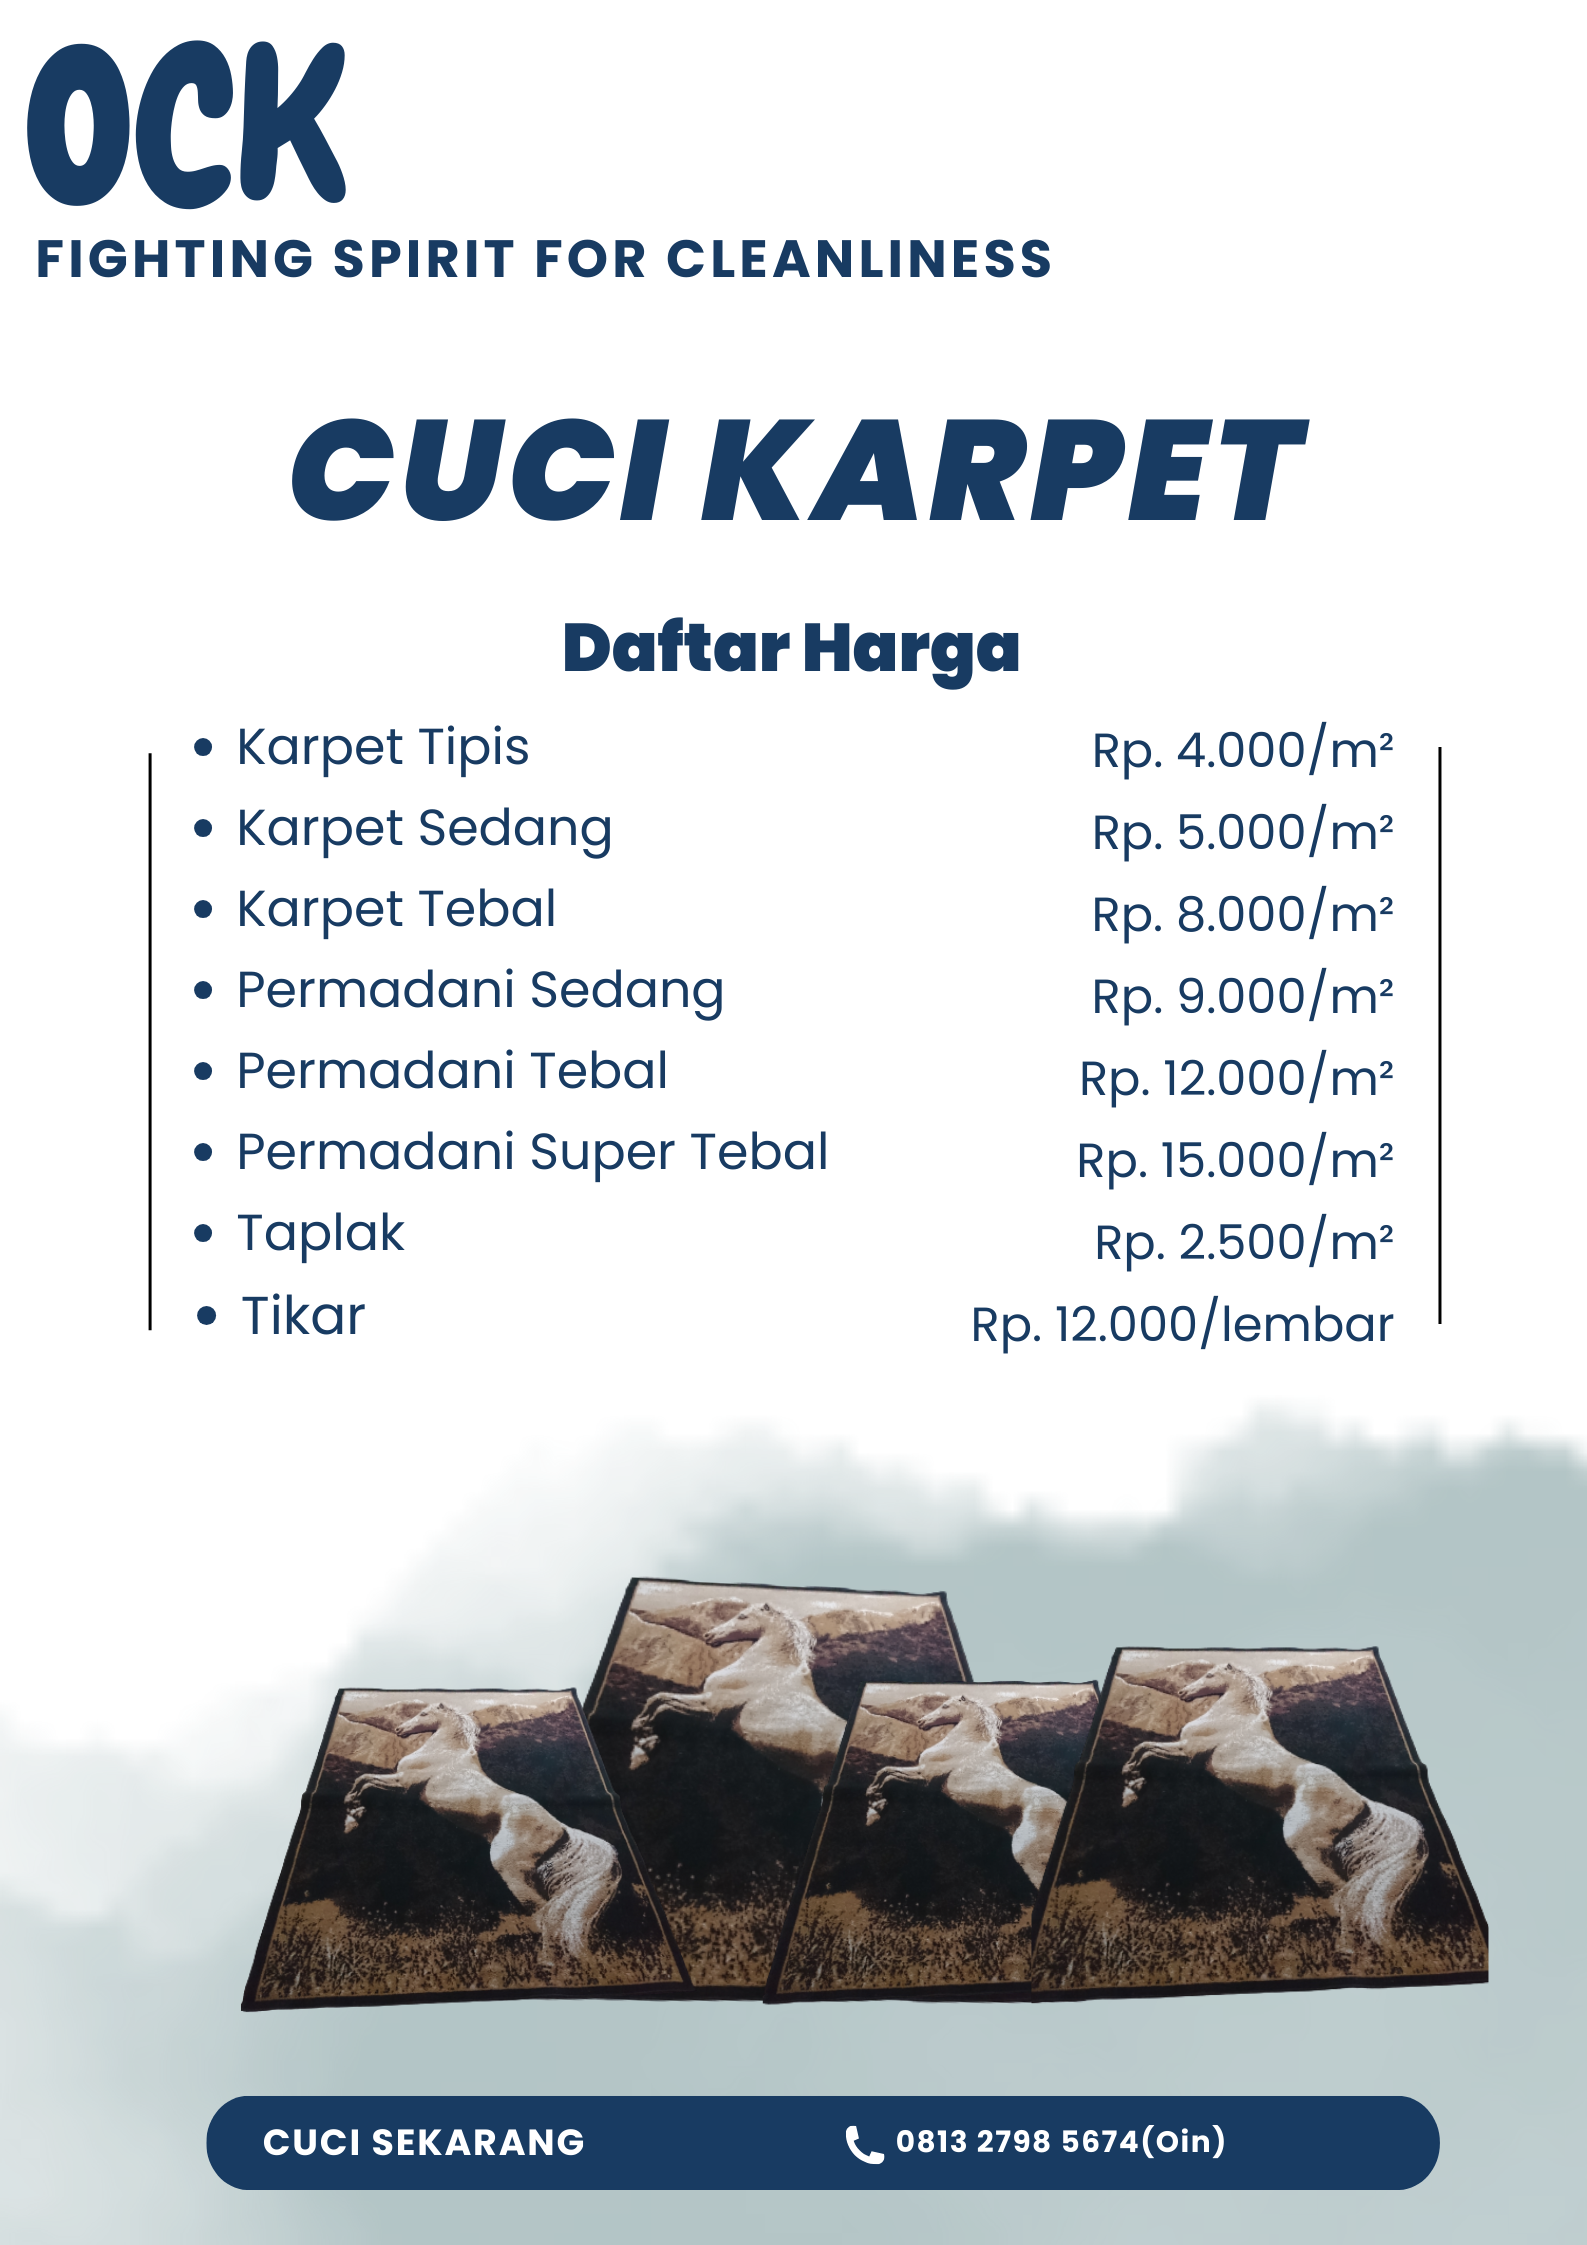 OCK
FIGHTING SPIRIT FOR CLEANLINESS
CUCI KARPET
Daftar Harga
Karpet Tipis Rp. 4.000/m²
Karpet Sedang Rp. 5.000/m²
Karpet Tebal Rp. 8.000/m²
Permadani Sedang Rp. 9.000/m²
Permadani Tebal Rp. 12.000/m²
Permadani Super Tebal Rp. 15.000/m²
Taplak Rp. 2.500/m²
Tikar Rp. 12.000/lembar
CUCI SEKARANG 0813 2798 5674(Oin)